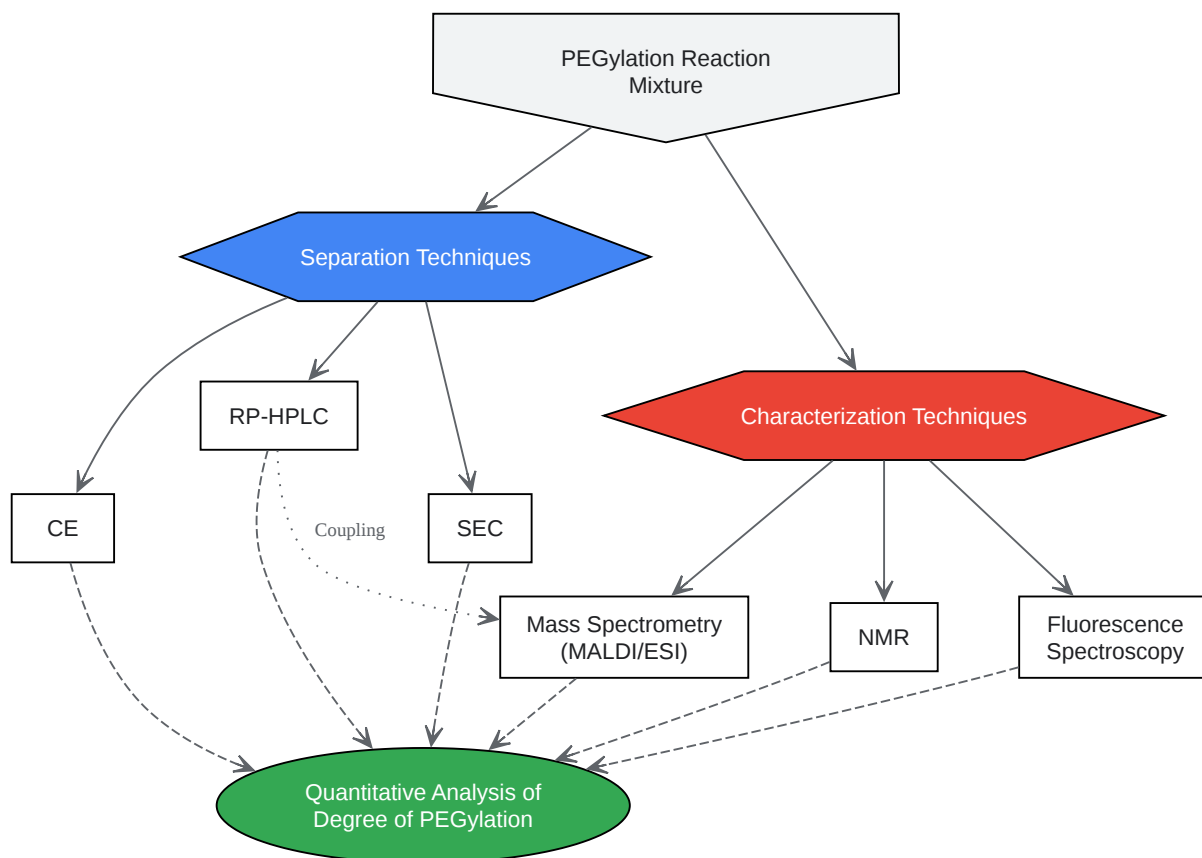 PEGylation Reaction
Mixture
Separation Techniques
RP-HPLC
Characterization Techniques
CE
Coupling
SEC
Mass Spectrometry
(MALDI/ESI)
NMR
Fluorescence
Spectroscopy
Quantitative Analysis of
Degree of PEGylation